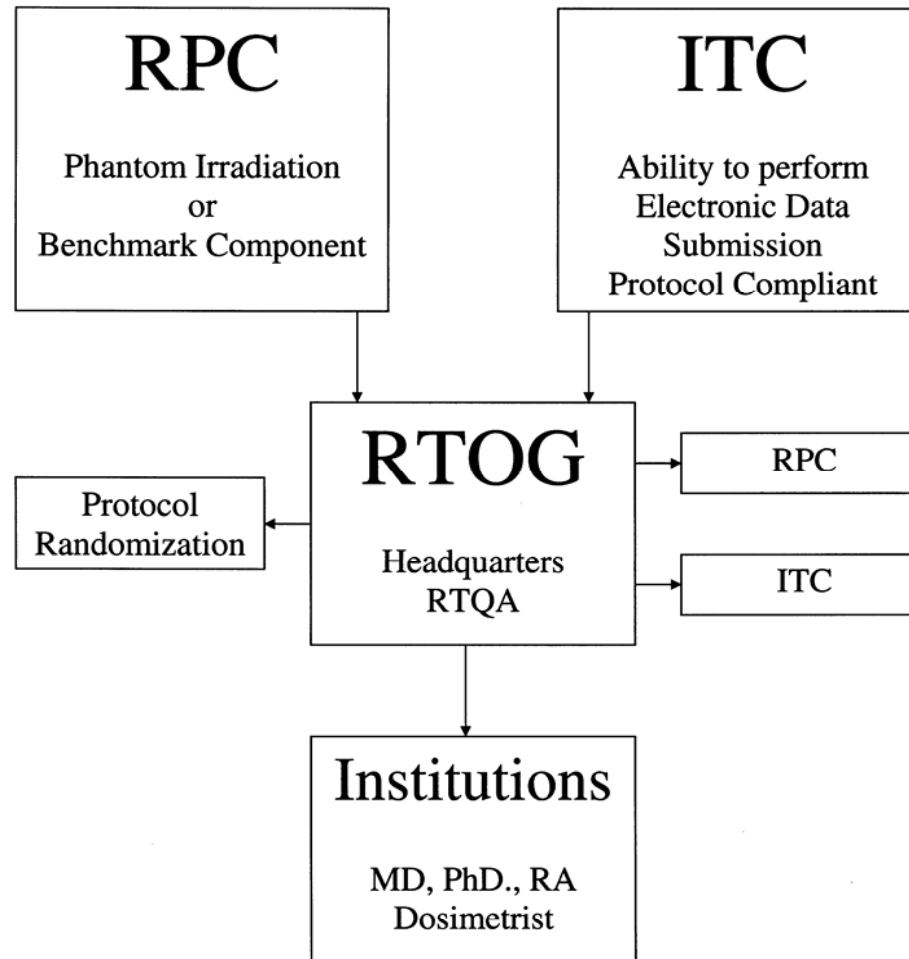 RPC
Phantom Irradiation
or
Benchmark Component
ITC
Ability to perform
Electronic Data
Submission
Protocol Compliant
RTOG
Headquarters
RTQA
Protocol
Randomization
RPC
ITC
Institutions
MD, PhD., RA
Dosimetrist